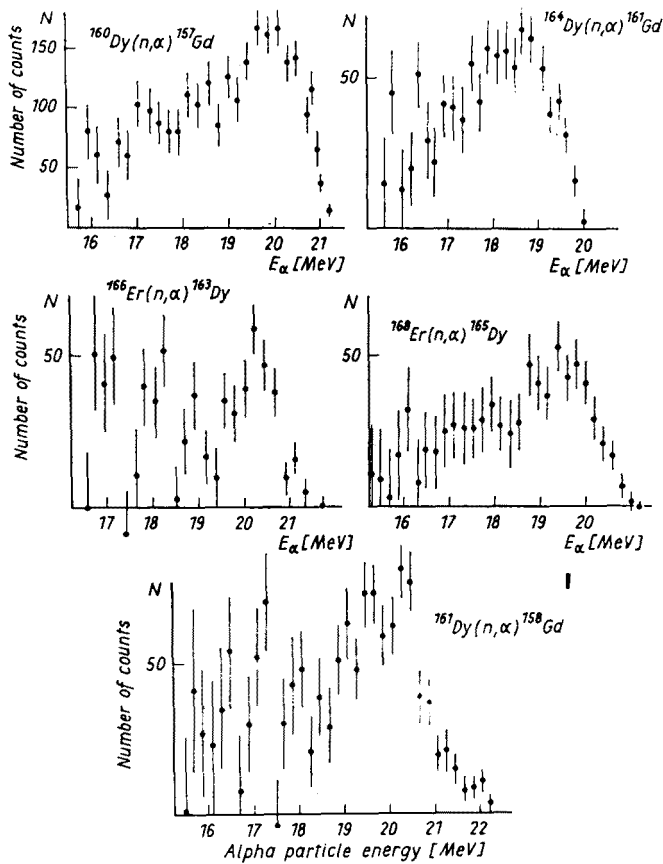 N
¹⁶⁰Dy(n,α)¹⁵⁷Gd
150
100
50
Number of counts
16 17 18 19 20 21
Eα [MeV]
N
¹⁶⁴Dy(n,α)¹⁶¹Gd
50
16 17 18 19 20
Eα [MeV]
N
¹⁶⁶Er(n,α)¹⁶³Dy
50
Number of counts
17 18 19 20 21
Eα [MeV]
N
¹⁶⁸Er(n,α)¹⁶⁵Dy
50
16 17 18 19 20
Eα [MeV]
N
¹⁶¹Dy(n,α)¹⁵⁸Gd
50
Number of counts
16 17 18 19 20 21 22
Alpha particle energy [MeV]